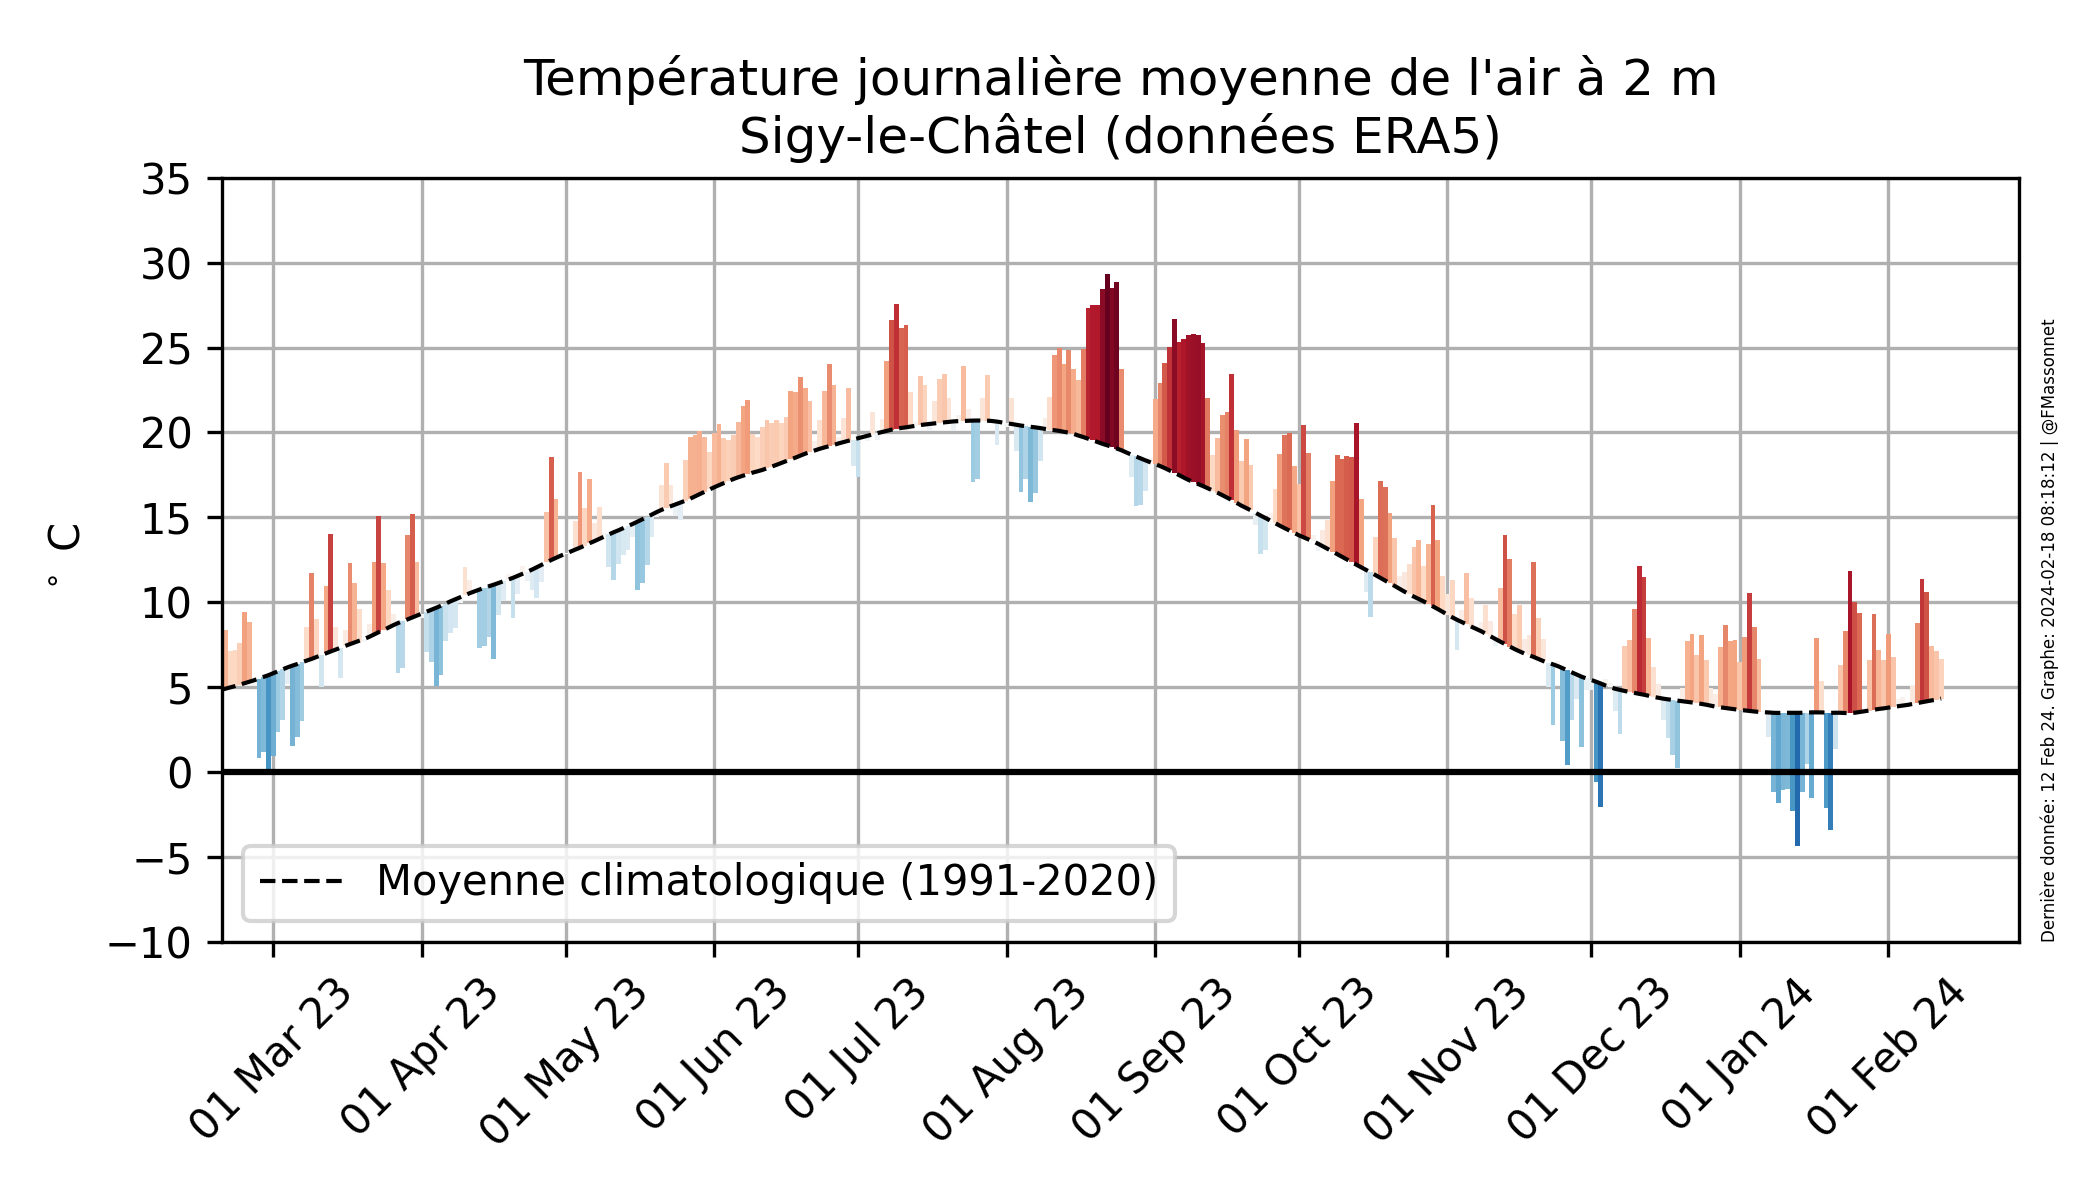 Température journalière moyenne de l'air à 2 m
Sigy-le-Châtel (données ERA5)
35
30
25
20
15
10
5
0
−5
−10
° C
Moyenne climatologique (1991-2020)
01 Mar 23
01 Apr 23
01 May 23
01 Jun 23
01 Jul 23
01 Aug 23
01 Sep 23
01 Oct 23
01 Nov 23
01 Dec 23
01 Jan 24
01 Feb 24
Dernière donnée: 12 Feb 24. Graphe: 2024-02-18 08:18:12 | @FMassonnet